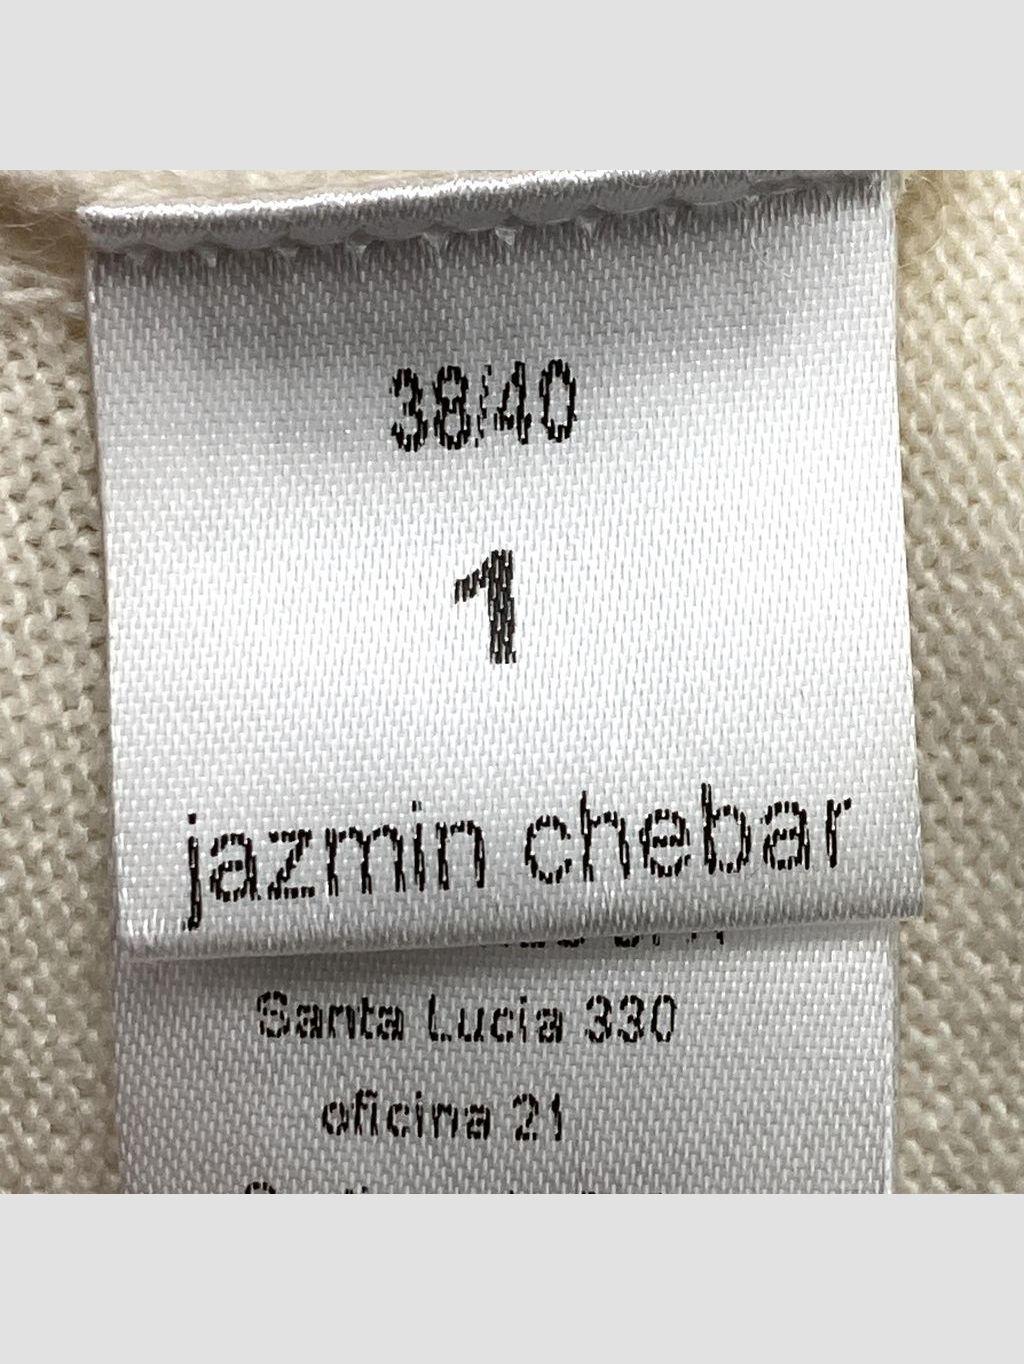 38/40
1
jazmin chebar
Santa Lucia 330
oficina 21